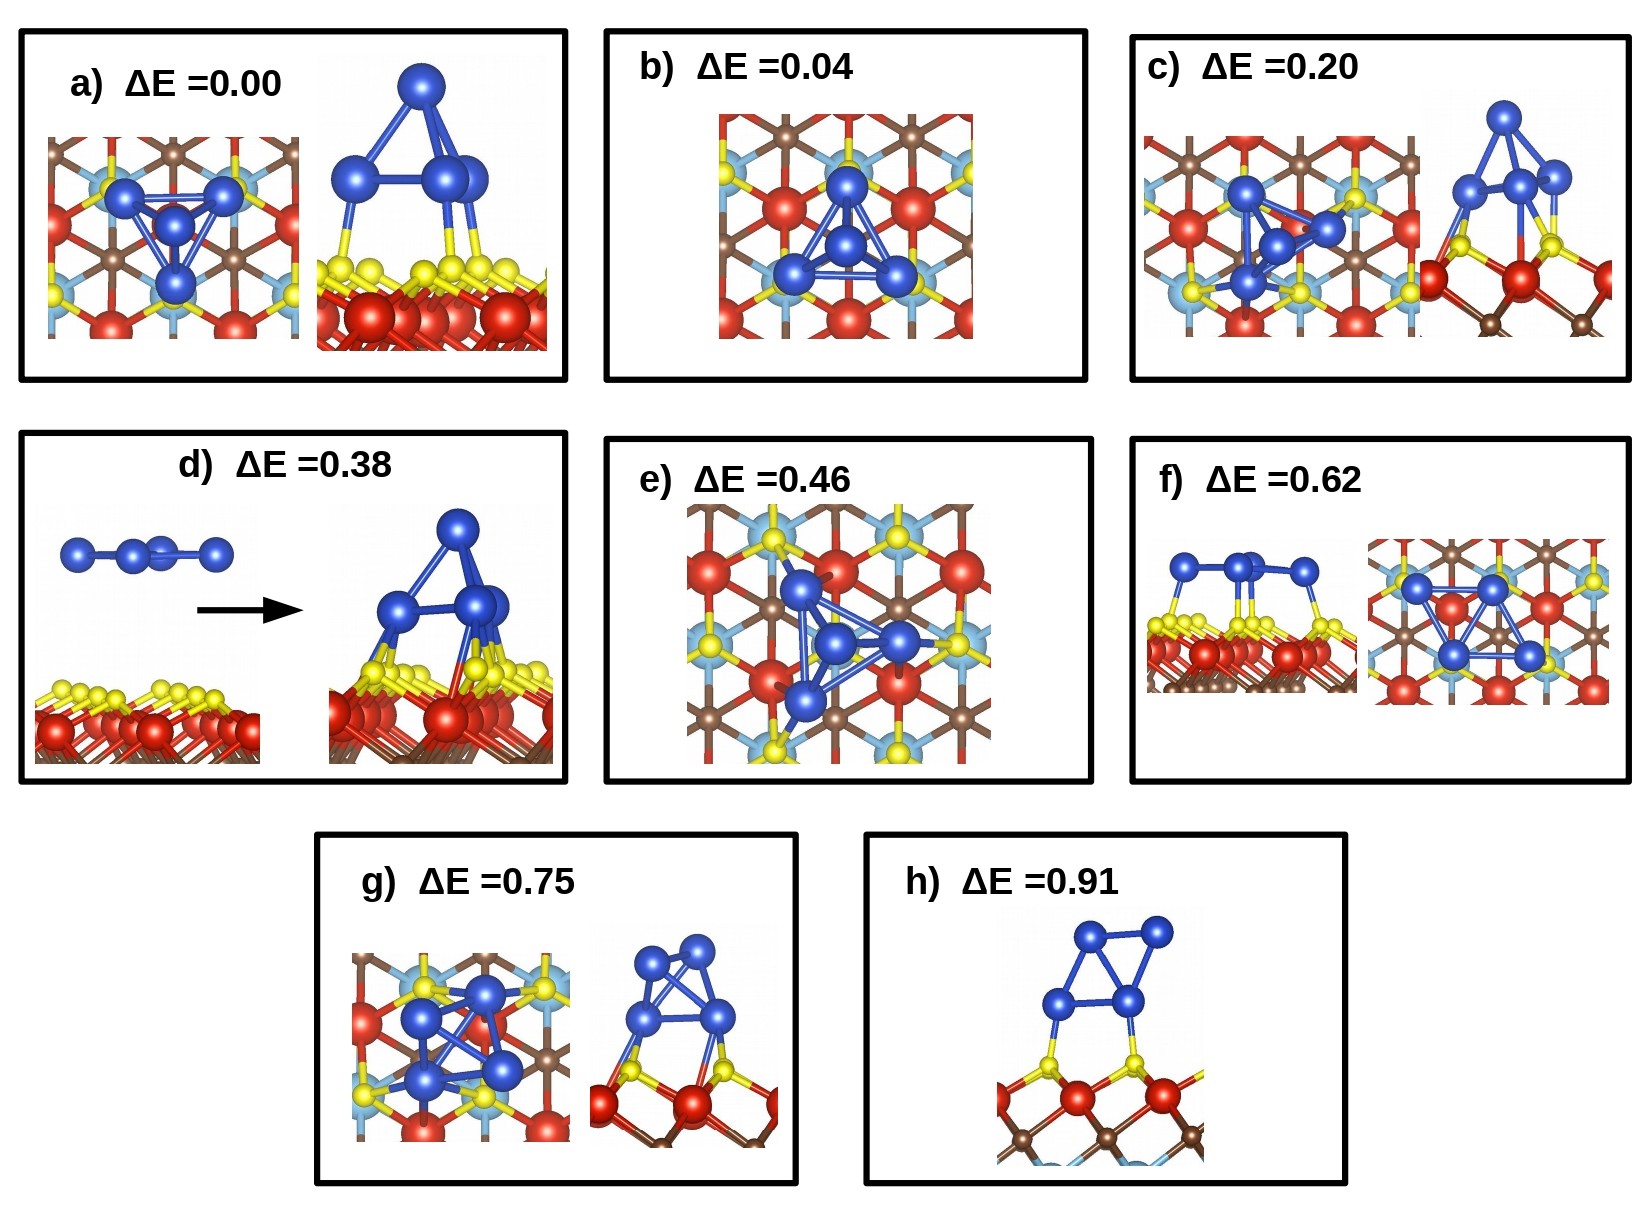 a) ΔE =0.00
b) ΔE =0.04
c) ΔE =0.20
d) ΔE =0.38
e) ΔE =0.46
f) ΔE =0.62
g) ΔE =0.75
h) ΔE =0.91